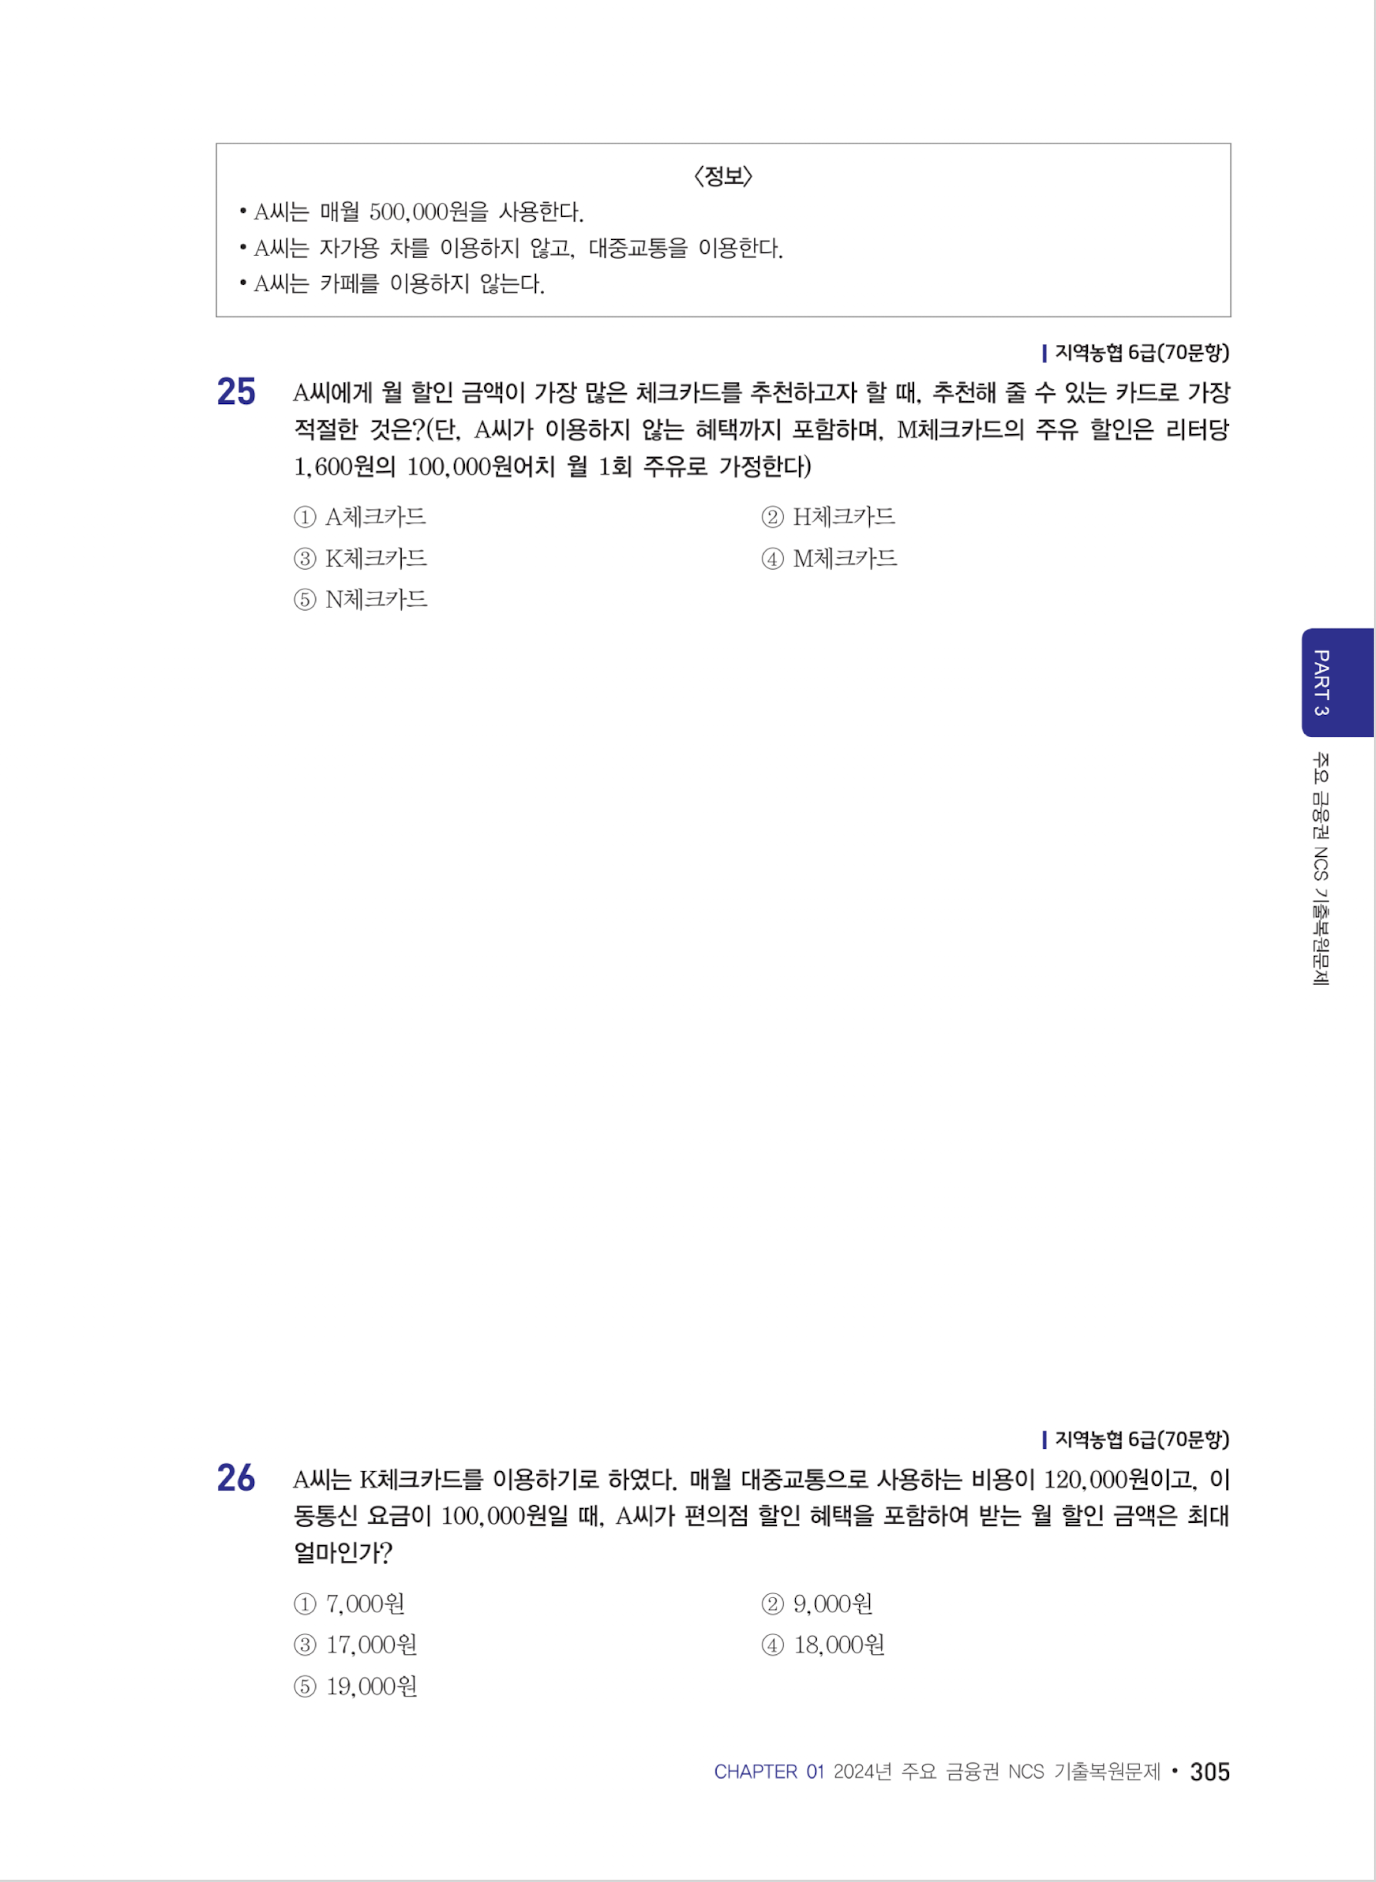 〈정보〉
• A씨는 매월 500,000원을 사용한다.
• A씨는 자가용 차를 이용하지 않고, 대중교통을 이용한다.
• A씨는 카페를 이용하지 않는다.
지역농협 6급(70문항)
25 A씨에게 월 할인 금액이 가장 많은 체크카드를 추천하고자 할 때, 추천해 줄 수 있는 카드로 가장
적절한 것은?(단, A씨가 이용하지 않는 혜택까지 포함하며, M체크카드의 주유 할인은 리터당
1,600원의 100,000원어치 월 1회 주유로 가정한다)
① A체크카드 ② H체크카드
③ K체크카드 ④ M체크카드
⑤ N체크카드
PART 3
주요 금융권 NCS 기출복원문제
지역농협 6급(70문항)
26 A씨는 K체크카드를 이용하기로 하였다. 매월 대중교통으로 사용하는 비용이 120,000원이고, 이
동통신 요금이 100,000원일 때, A씨가 편의점 할인 혜택을 포함하여 받는 월 할인 금액은 최대
얼마인가?
① 7,000원 ② 9,000원
③ 17,000원 ④ 18,000원
⑤ 19,000원
CHAPTER 01 2024년 주요 금융권 NCS 기출복원문제 • 305